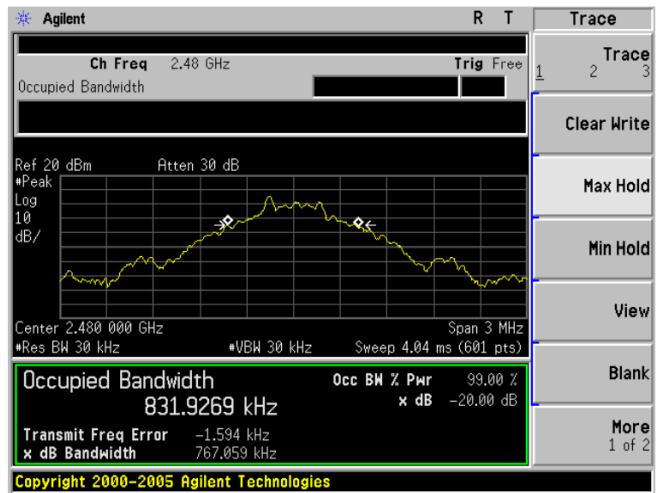 Agilent
R T
Trace
Ch Freq 2.48 GHz
Trig Free
Occupied Bandwidth
Trace
1 2 3
Clear Write
Max Hold
Min Hold
View
Blank
More
1 of 2
Ref 20 dBm Atten 30 dB
#Peak
Log
10
dB/
Center 2.480 000 GHz Span 3 MHz
#Res BW 30 kHz #VBW 30 kHz Sweep 4.04 ms (601 pts)
Occupied Bandwidth
831.9269 kHz
Occ BW % Pwr 99.00 %
x dB -20.00 dB
Transmit Freq Error -1.594 kHz
x dB Bandwidth 767.059 kHz
Copyright 2000-2005 Agilent Technologies